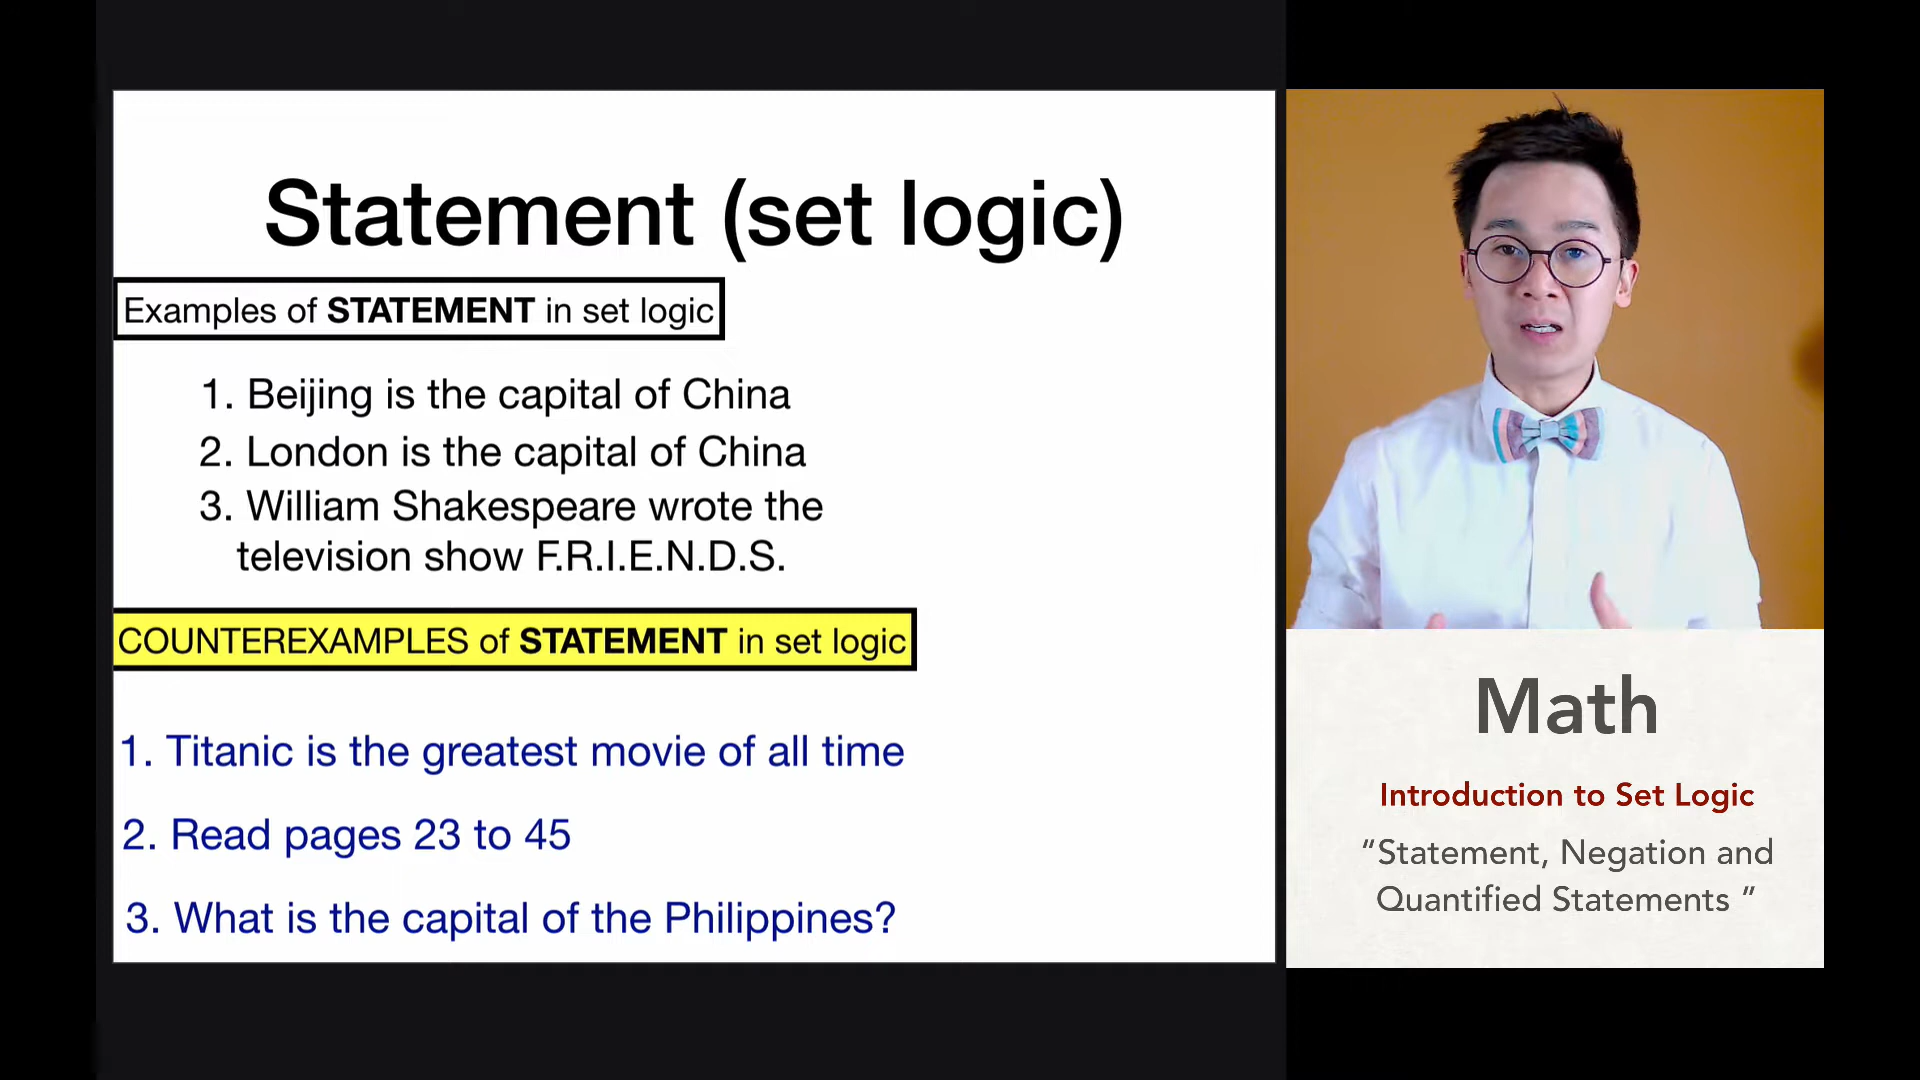 Statement (set logic)
Examples of STATEMENT in set logic
1. Beijing is the capital of China
2. London is the capital of China
3. William Shakespeare wrote the
television show F.R.I.E.N.D.S.
COUNTEREXAMPLES of STATEMENT in set logic
1. Titanic is the greatest movie of all time
2. Read pages 23 to 45
3. What is the capital of the Philippines?
Math
Introduction to Set Logic
“Statement, Negation and
Quantified Statements ”